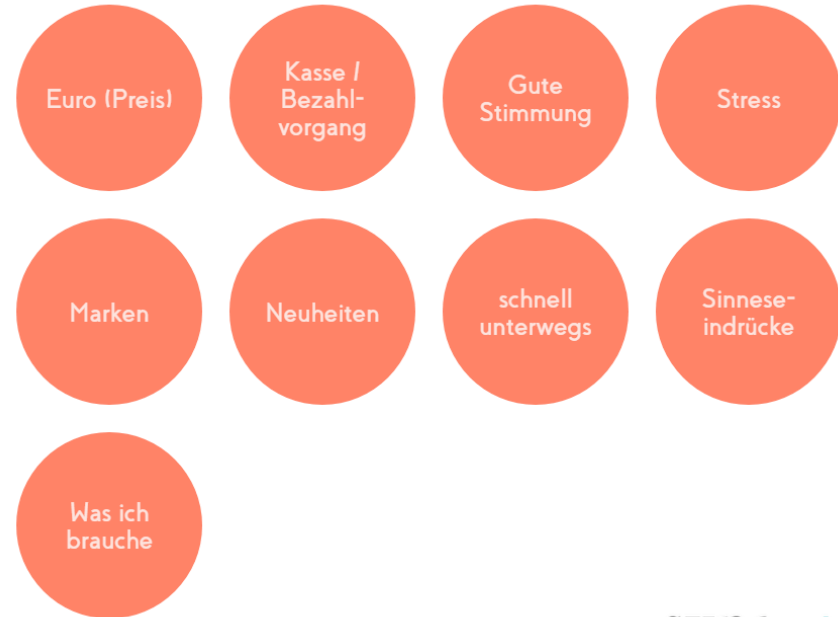 Euro (Preis)
Kasse /
Bezahl-
vorgang
Gute
Stimmung
Stress
Marken
Neuheiten
schnell
unterwegs
Sinnese-
indrücke
Was ich
brauche